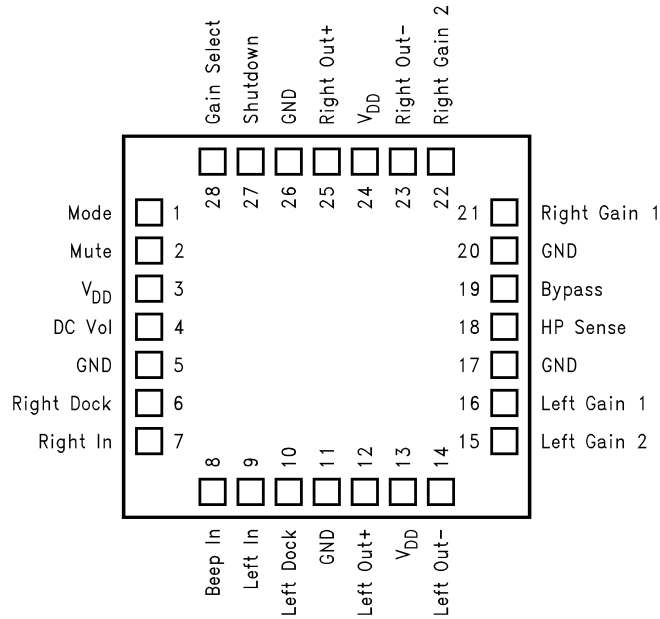 Gain Select
Shutdown
GND
Right Out+
VDD
Right Out-
Right Gain 2
28
27
26
25
24
23
22
Mode 1
Mute 2
VDD 3
DC Vol 4
GND 5
Right Dock 6
Right In 7
21 Right Gain 1
20 GND
19 Bypass
18 HP Sense
17 GND
16 Left Gain 1
15 Left Gain 2
8
9
10
11
12
13
14
Beep In
Left In
Left Dock
GND
Left Out+
VDD
Left Out-